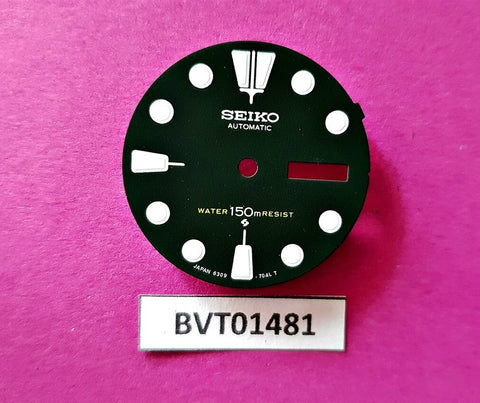 SEIKO
AUTOMATIC
WATER 150m RESIST
JAPAN 6309 - 704L T
BVT01481